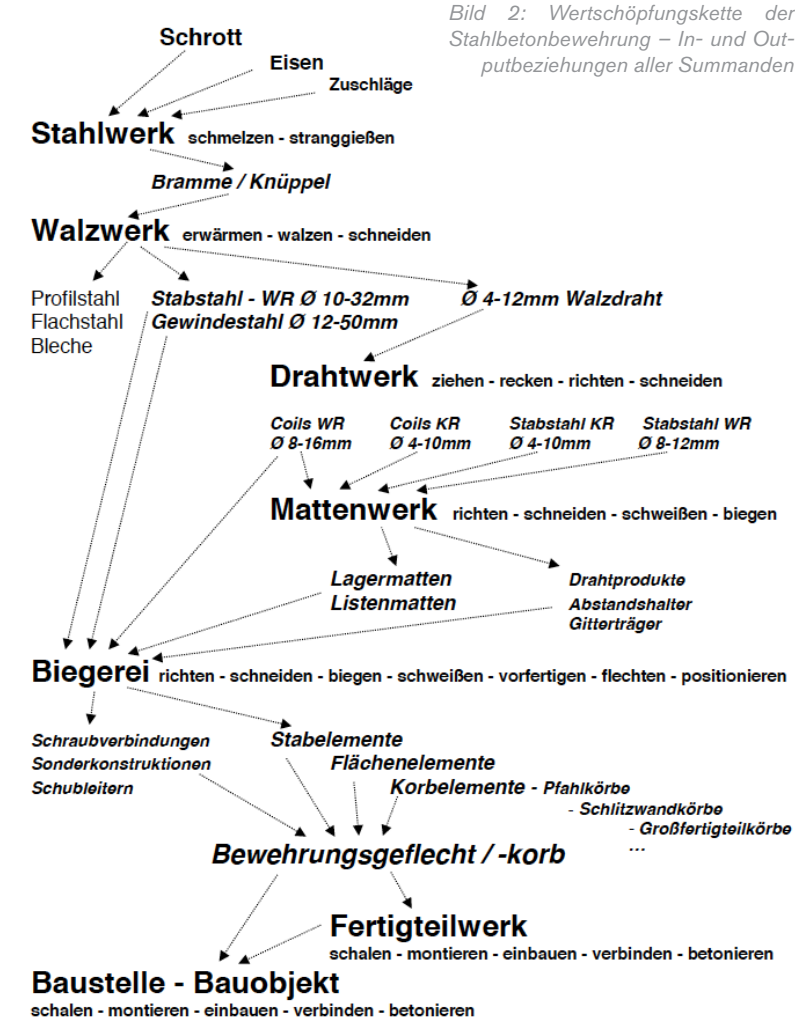 Bild 2: Wertschöpfungskette der
Stahlbetonbewehrung – In- und Out-
putbeziehungen aller Summanden
Schrott
Eisen
Zuschläge
Stahlwerk schmelzen - stranggießen
Bramme / Knüppel
Walzwerk erwärmen - walzen - schneiden
Profilstahl Stabstahl - WR Ø 10-32mm Ø 4-12mm Walzdraht
Flachstahl Gewindestahl Ø 12-50mm
Bleche
Drahtwerk ziehen - recken - richten - schneiden
Coils WR Coils KR Stabstahl KR Stabstahl WR
Ø 8-16mm Ø 4-10mm Ø 4-10mm Ø 8-12mm
Mattenwerk richten - schneiden - schweißen - biegen
Lagermatten Drahtprodukte
Listenmatten Abstandshalter
Gitterträger
Biegerei richten - schneiden - biegen - schweißen - vorfertigen - flechten - positionieren
Schraubverbindungen Stabelemente
Sonderkonstruktionen Flächenelemente
Schubleitern Korbelemente - Pfahlkörbe
- Schlitzwandkörbe
- Großfertigteilkörbe
...
Bewehrungsgeflecht / -korb
Fertigteilwerk
schalen - montieren - einbauen - verbinden - betonieren
Baustelle - Bauobjekt
schalen - montieren - einbauen - verbinden - betonieren